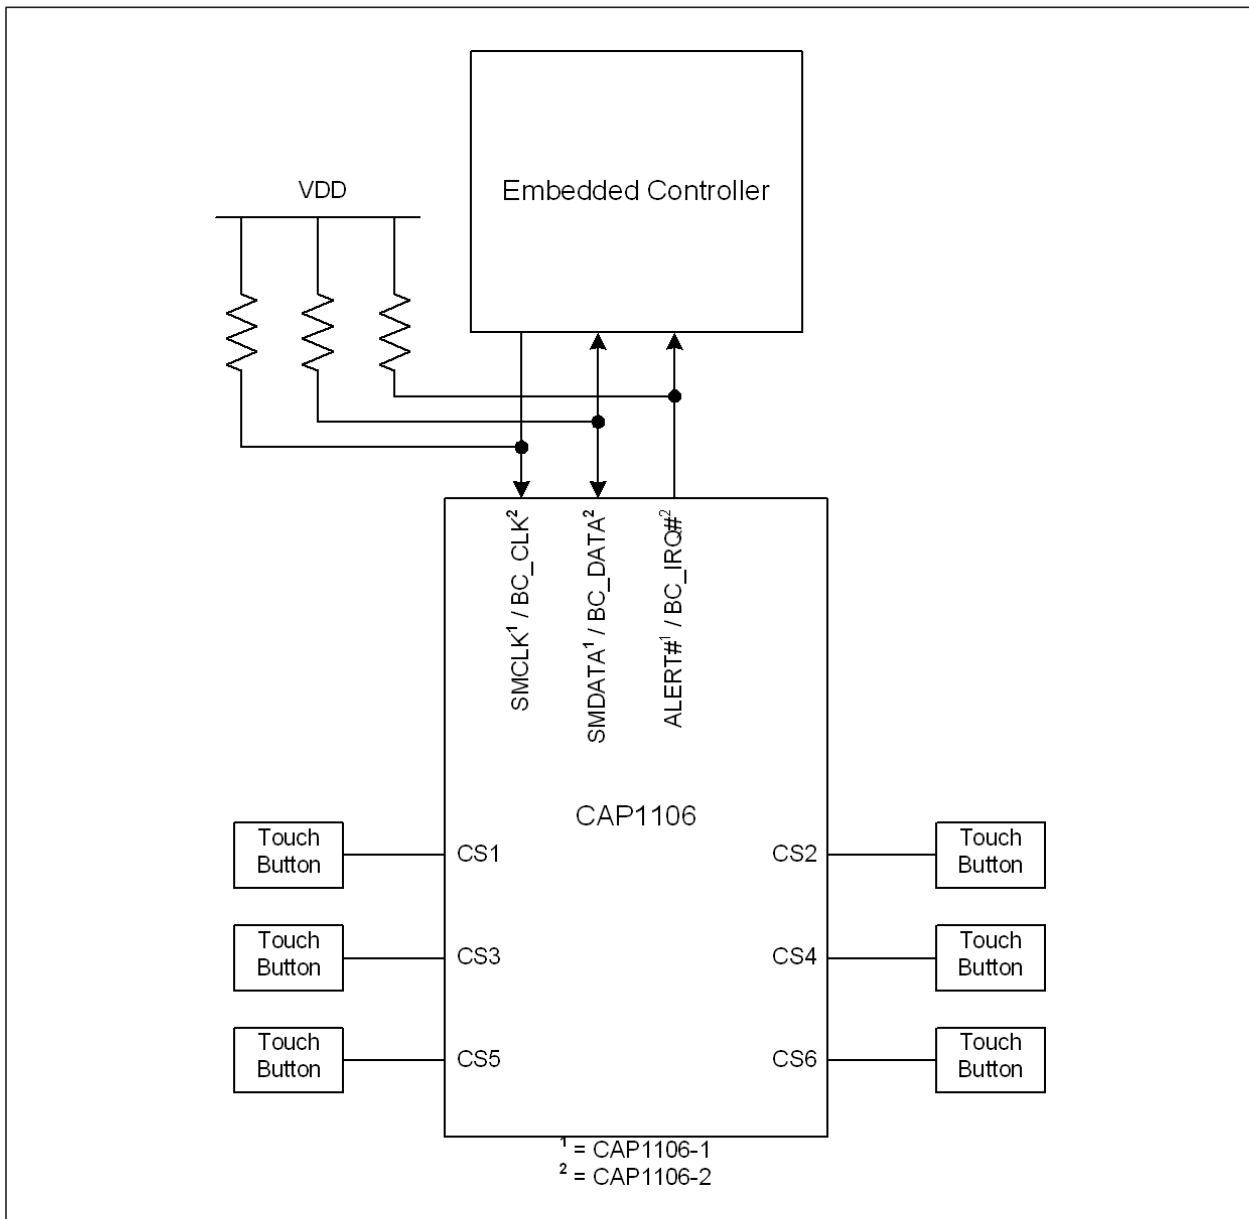 Embedded Controller
VDD
SMCLK¹ / BC_CLK²
SMDATA¹ / BC_DATA²
ALERT#¹ / BC_IRQ#²
CAP1106
Touch
Button
CS1
CS2
Touch
Button
Touch
Button
CS3
CS4
Touch
Button
Touch
Button
CS5
CS6
Touch
Button
¹ = CAP1106-1
² = CAP1106-2